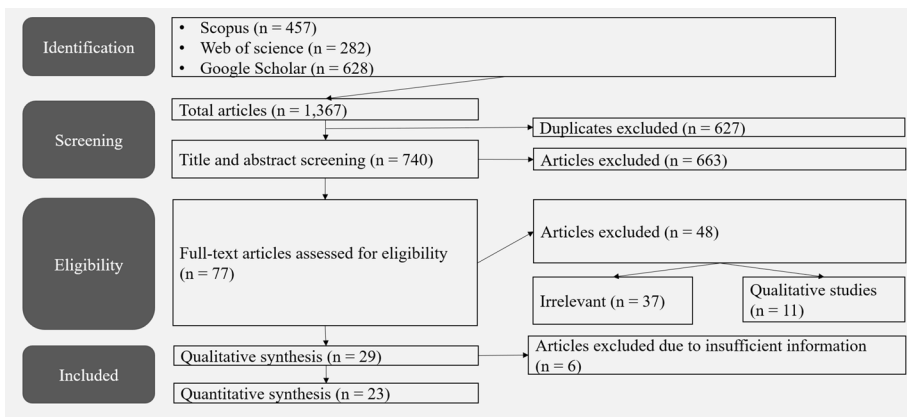 Identification
• Scopus (n = 457)
• Web of science (n = 282)
• Google Scholar (n = 628)
Screening
Total articles (n = 1,367)
Duplicates excluded (n = 627)
Title and abstract screening (n = 740)
Articles excluded (n = 663)
Eligibility
Full-text articles assessed for eligibility
(n = 77)
Articles excluded (n = 48)
Irrelevant (n = 37)
Qualitative studies
(n = 11)
Included
Qualitative synthesis (n = 29)
Articles excluded due to insufficient information
(n = 6)
Quantitative synthesis (n = 23)